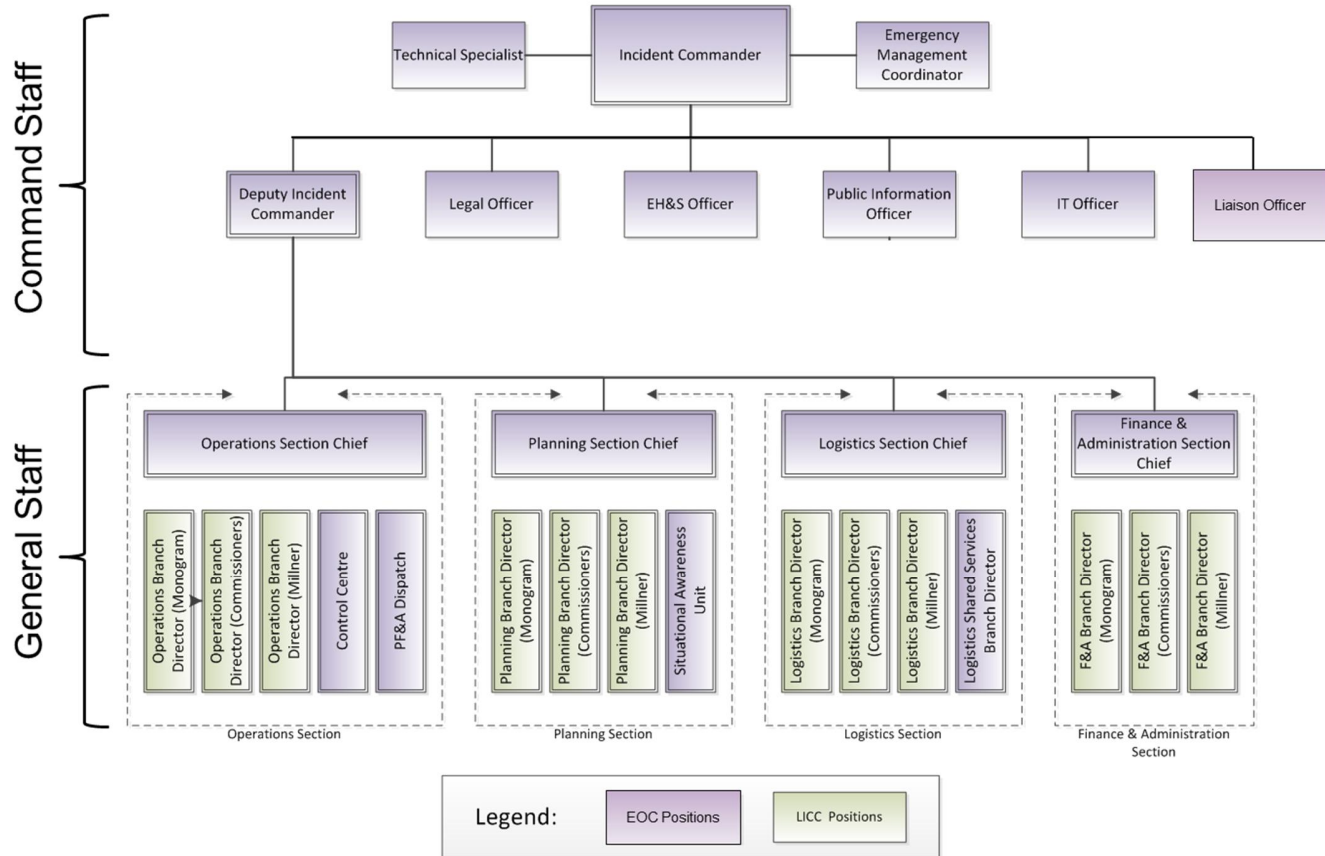 Command Staff
Technical Specialist
Incident Commander
Emergency
Management
Coordinator
Deputy Incident
Commander
Legal Officer
EH&S Officer
Public Information
Officer
IT Officer
Liaison Officer
General Staff
Operations Section Chief
Planning Section Chief
Logistics Section Chief
Finance &
Administration Section
Chief
Operations Branch
Director (Monogram)
Operations Branch
Director (Commissioners)
Operations Branch
Director (Millner)
Control Centre
PF&A Dispatch
Planning Branch Director
(Monogram)
Planning Branch Director
(Commissioners)
Planning Branch Director
(Millner)
Situational Awareness
Unit
Logistics Branch Director
(Monogram)
Logistics Branch Director
(Commissioners)
Logistics Branch Director
(Millner)
Logistics Shared Services
Branch Director
F&A Branch Director
(Monogram)
F&A Branch Director
(Commissioners)
F&A Branch Director
(Millner)
Operations Section
Planning Section
Logistics Section
Finance & Administration
Section
Legend:
EOC Positions
LICC Positions